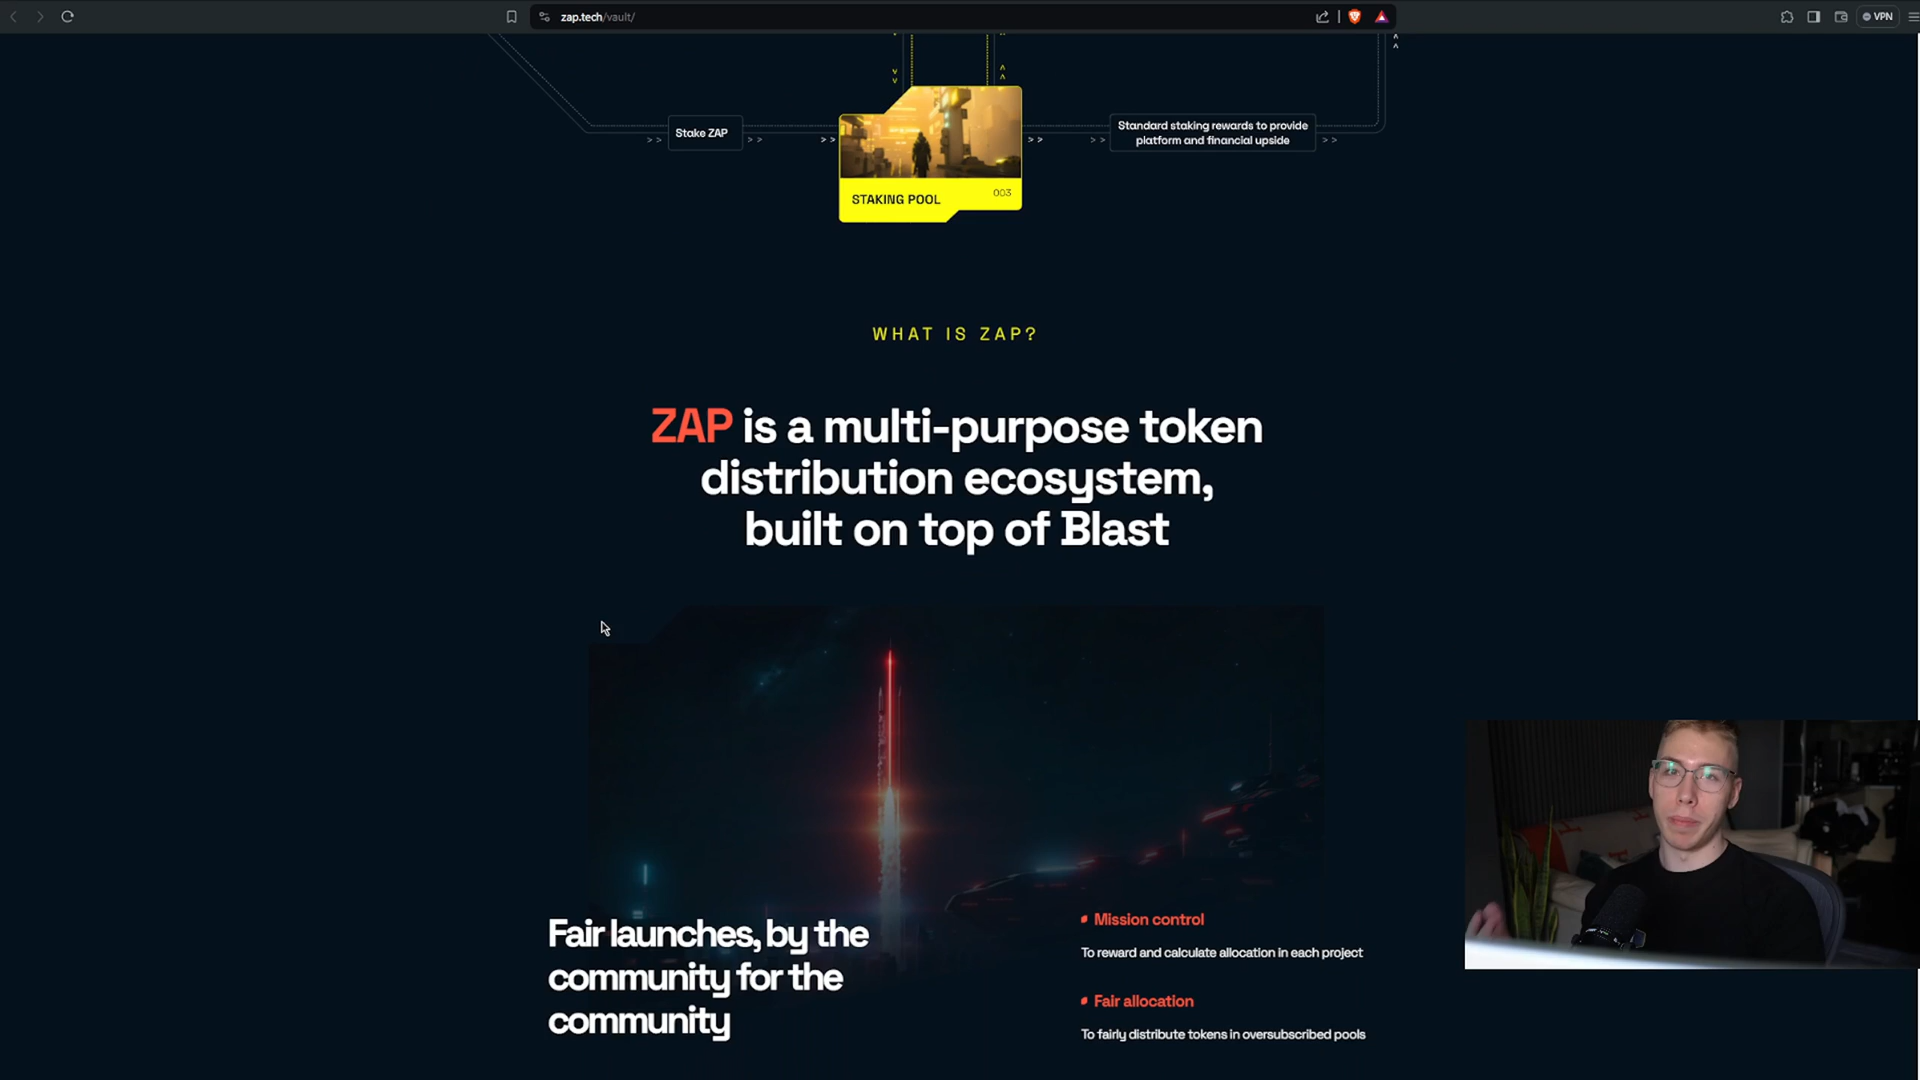 zap.tech/vault/
VPN
Stake ZAP
> >
STAKING POOL
003
Standard staking rewards to provide
platform and financial upside
WHAT IS ZAP?
ZAP is a multi-purpose token
distribution ecosystem,
built on top of Blast
Fair launches, by the
community for the
community
Mission control
To reward and calculate allocation in each project
Fair allocation
To fairly distribute tokens in oversubscribed pools